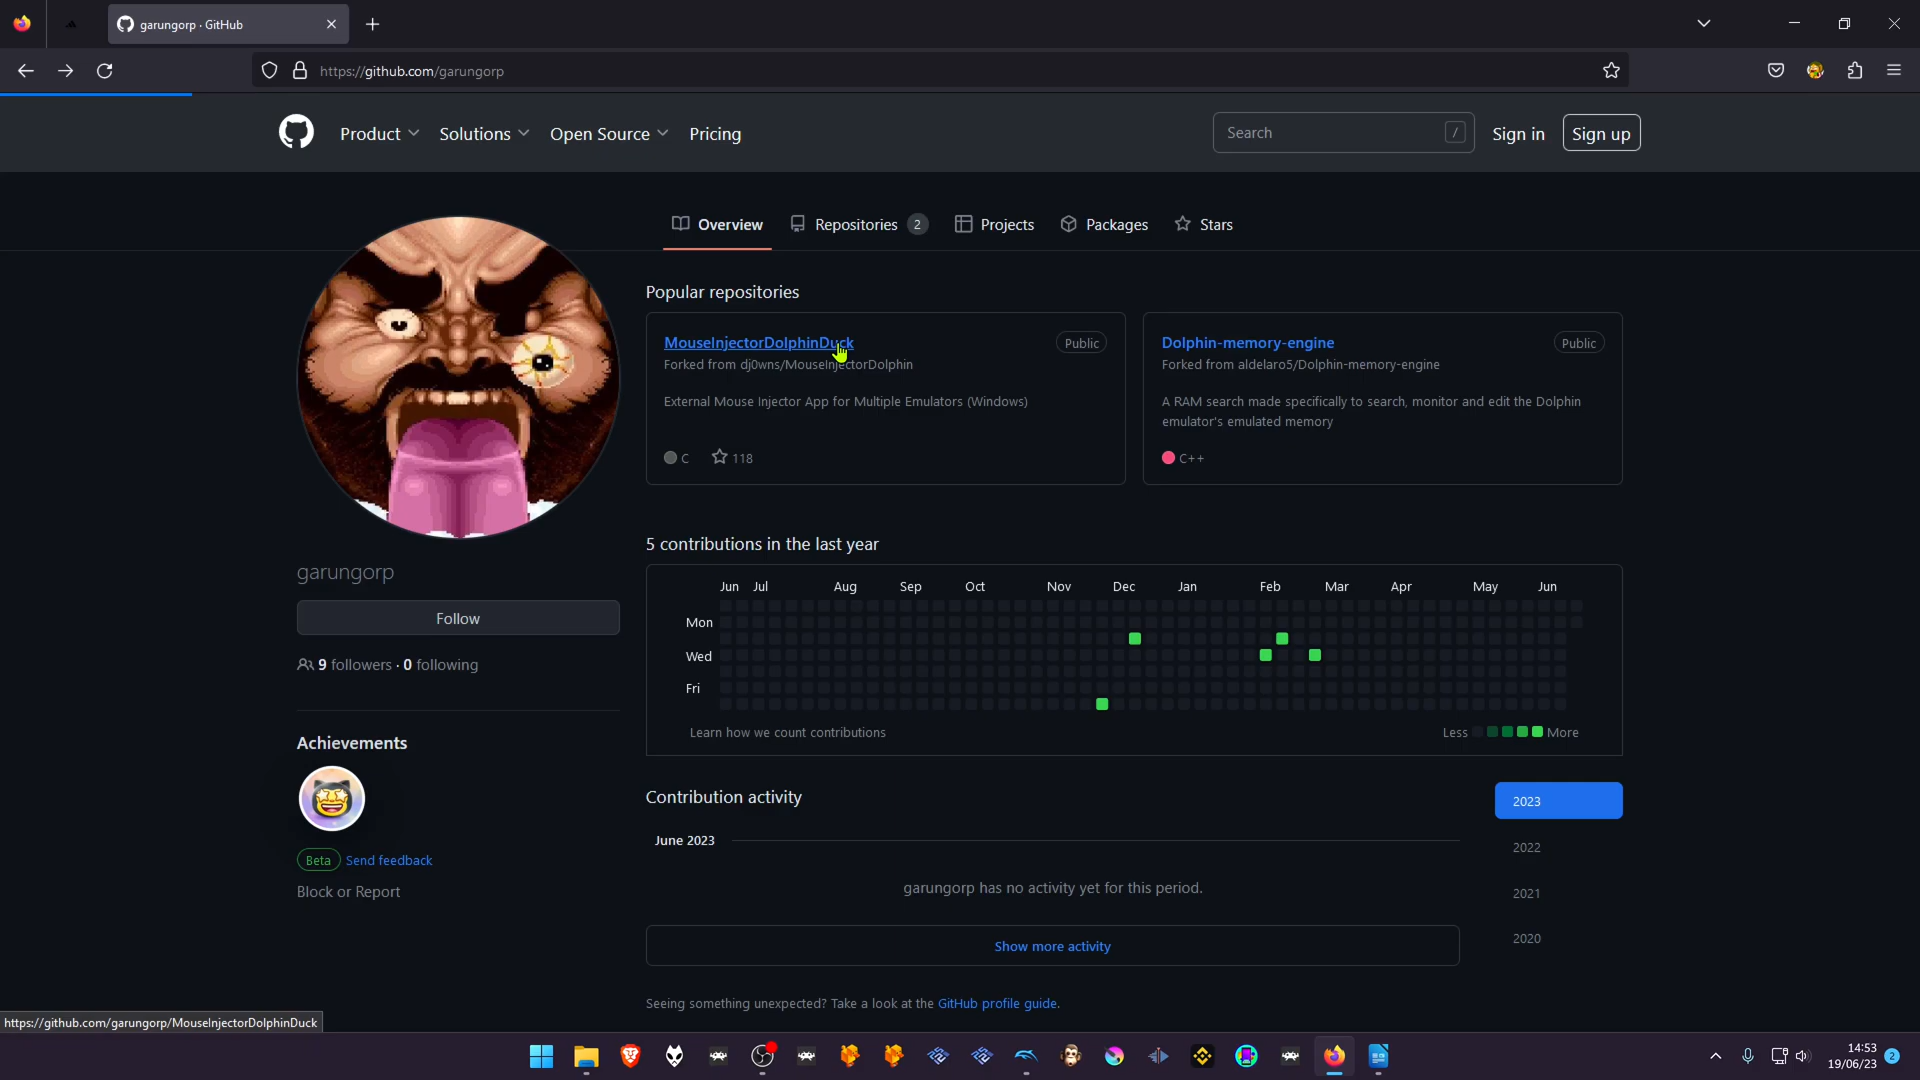 garungorp · GitHub
https://github.com/garungorp
Product
Solutions
Open Source
Pricing
Search
/
Sign in
Sign up
Overview
Repositories 2
Projects
Packages
Stars
Popular repositories
MouseInjectorDolphinDuck
Public
Forked from dj0wns/MouseInjectorDolphin
External Mouse Injector App for Multiple Emulators (Windows)
C
118
Dolphin-memory-engine
Public
Forked from aldelaro5/Dolphin-memory-engine
A RAM search made specifically to search, monitor and edit the Dolphin
emulator's emulated memory
C++
garungorp
Follow
9 followers · 0 following
Achievements
Beta Send feedback
Block or Report
5 contributions in the last year
Jun Jul Aug Sep Oct Nov Dec Jan Feb Mar Apr May Jun
Mon
Wed
Fri
Learn how we count contributions
Less More
Contribution activity
2023
2022
2021
2020
June 2023
garungorp has no activity yet for this period.
Show more activity
Seeing something unexpected? Take a look at the GitHub profile guide.
https://github.com/garungorp/MouseInjectorDolphinDuck
14:53
19/06/23
2